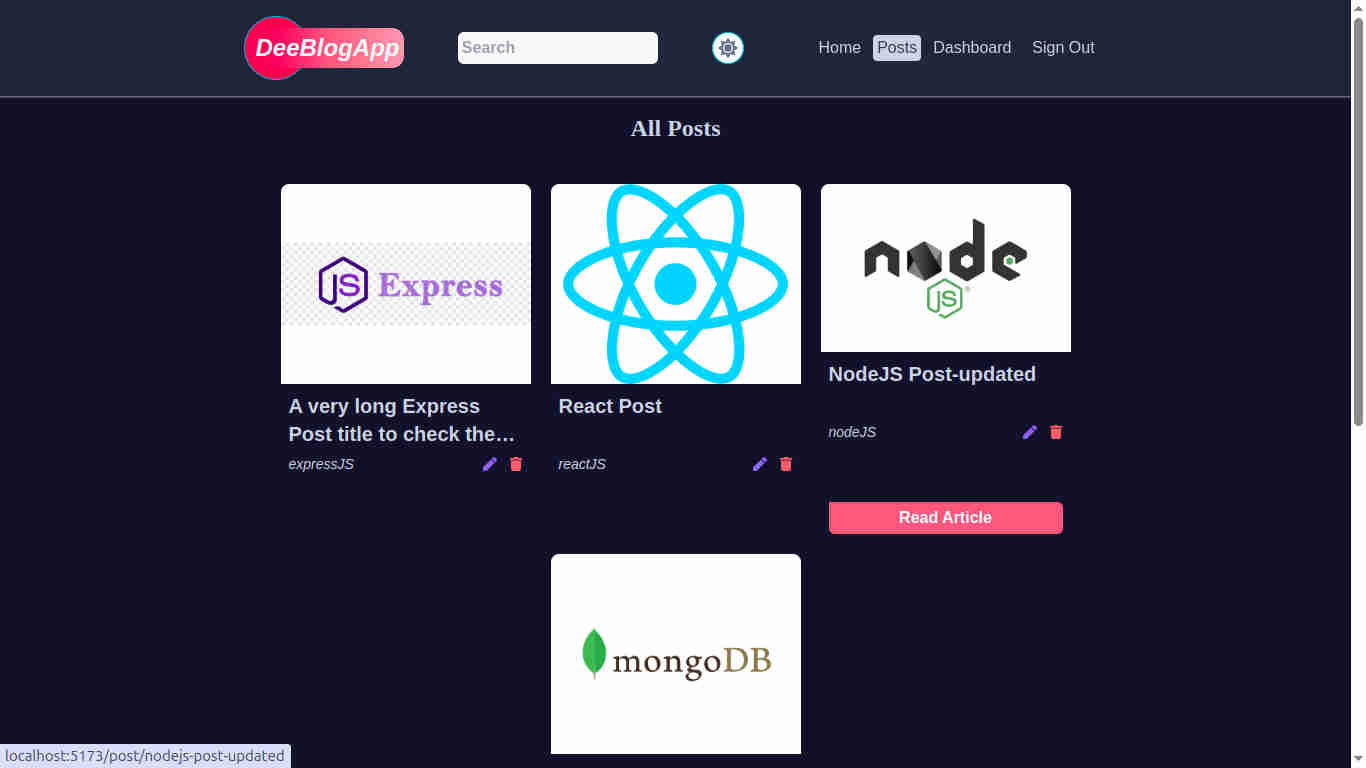 DeeBlogApp
Search
Home
Posts
Dashboard
Sign Out
All Posts
JS Express
node
JS
®
A very long Express
Post title to check the…
expressJS
React Post
reactJS
NodeJS Post-updated
nodeJS
Read Article
mongoDB
localhost:5173/post/nodejs-post-updated